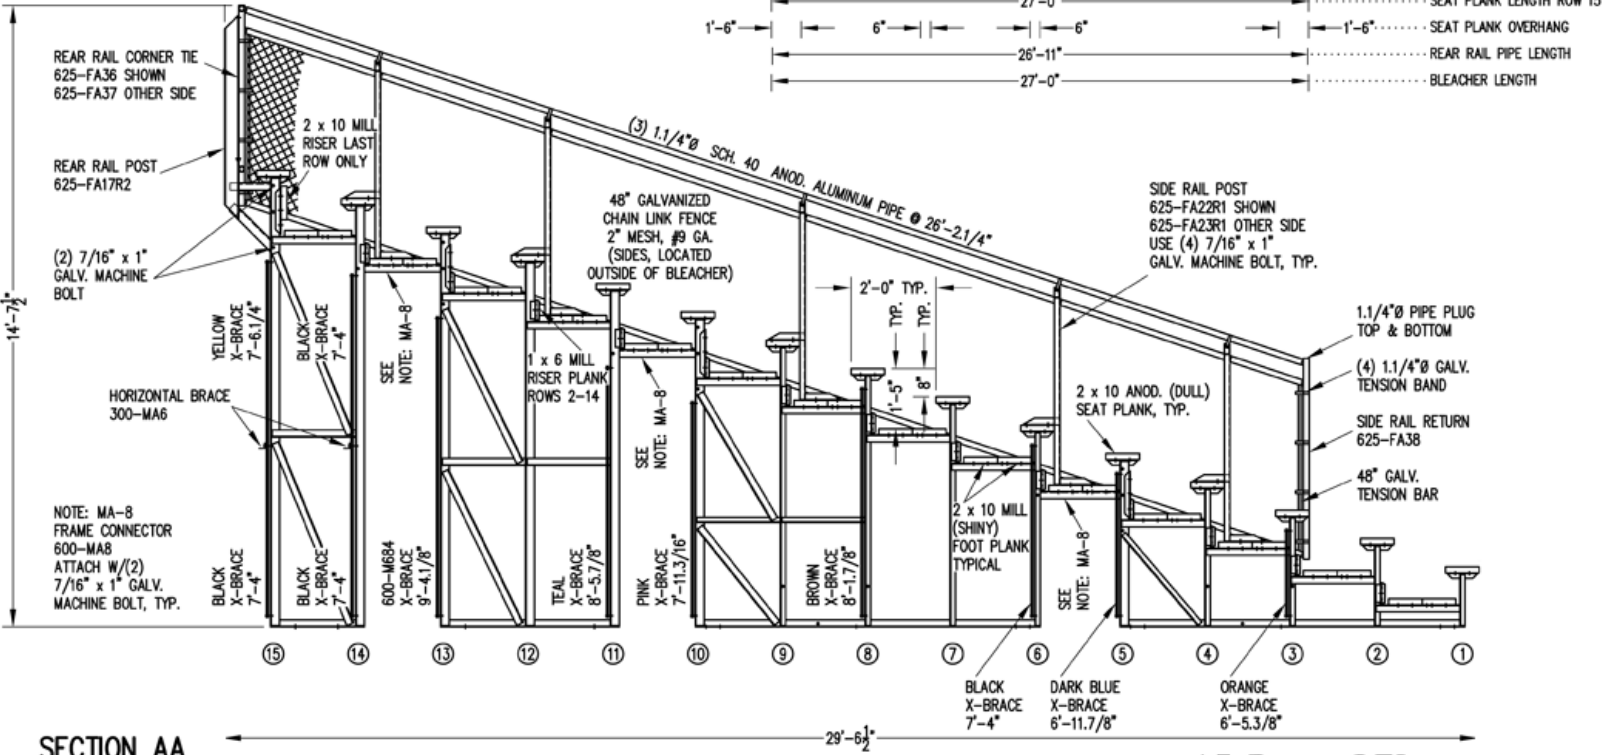 27'-0"
SEAT PLANK LENGTH ROW 15
1'-6"
6"
6"
1'-6"
SEAT PLANK OVERHANG
26'-11"
REAR RAIL PIPE LENGTH
27'-0"
BLEACHER LENGTH
REAR RAIL CORNER TIE
625-FA36 SHOWN
625-FA37 OTHER SIDE
2 x 10 MILL
RISER LAST
ROW ONLY
REAR RAIL POST
625-FA17R2
(3) 1.1/4"Ø SCH. 40 ANOD. ALUMINUM PIPE @ 26'-2.1/4"
48" GALVANIZED
CHAIN LINK FENCE
2" MESH, #9 GA.
(SIDES, LOCATED
OUTSIDE OF BLEACHER)
SIDE RAIL POST
625-FA22R1 SHOWN
625-FA23R1 OTHER SIDE
USE (4) 7/16" x 1"
GALV. MACHINE BOLT, TYP.
(2) 7/16" x 1"
GALV. MACHINE
BOLT
14'-7 1/2"
2'-0" TYP.
TYP.
TYP.
1'-5"
8"
1.1/4"Ø PIPE PLUG
TOP & BOTTOM
(4) 1.1/4"Ø GALV.
TENSION BAND
SIDE RAIL RETURN
625-FA38
48" GALV.
TENSION BAR
YELLOW
X-BRACE
7'-6.1/4"
BLACK
X-BRACE
7'-4"
SEE
NOTE: MA-8
1 x 6 MILL
RISER PLANK
ROWS 2-14
SEE
NOTE: MA-8
2 x 10 ANOD. (DULL)
SEAT PLANK, TYP.
HORIZONTAL BRACE
300-MA6
NOTE: MA-8
FRAME CONNECTOR
600-MA8
ATTACH W/(2)
7/16" x 1" GALV.
MACHINE BOLT, TYP.
BLACK
X-BRACE
7'-4"
BLACK
X-BRACE
7'-4"
600-M684
X-BRACE
9'-4.1/8"
TEAL
X-BRACE
8'-5.7/8"
PINK
X-BRACE
7'-11.3/16"
BROWN
X-BRACE
8'-1.7/8"
2 x 10 MILL
(SHINY)
FOOT PLANK
TYPICAL
SEE
NOTE: MA-8
15 14 13 12 11 10 9 8 7 6 5 4 3 2 1
BLACK
X-BRACE
7'-4"
DARK BLUE
X-BRACE
6'-11.7/8"
ORANGE
X-BRACE
6'-5.3/8"
SECTION AA
29'-6 1/2"